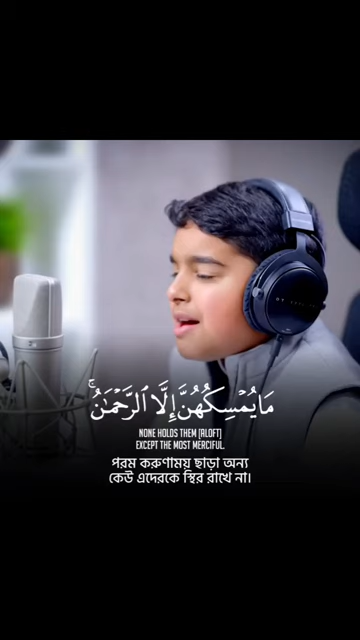 مَا يُمْسِكُهُنَّ إِلَّا ٱلرَّحْمَـٰنُ ۚ
NONE HOLDS THEM [ALOFT]
EXCEPT THE MOST MERCIFUL.
পরম করুণাময় ছাড়া অন্য
কেউ এদেরকে স্থির রাখে না।